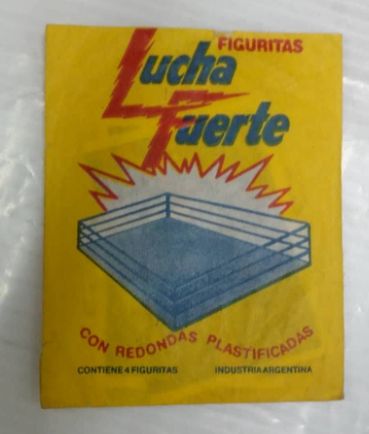 FIGURITAS
Lucha
Fuerte
CON REDONDAS PLASTIFICADAS
CONTIENE 4 FIGURITAS INDUSTRIA ARGENTINA